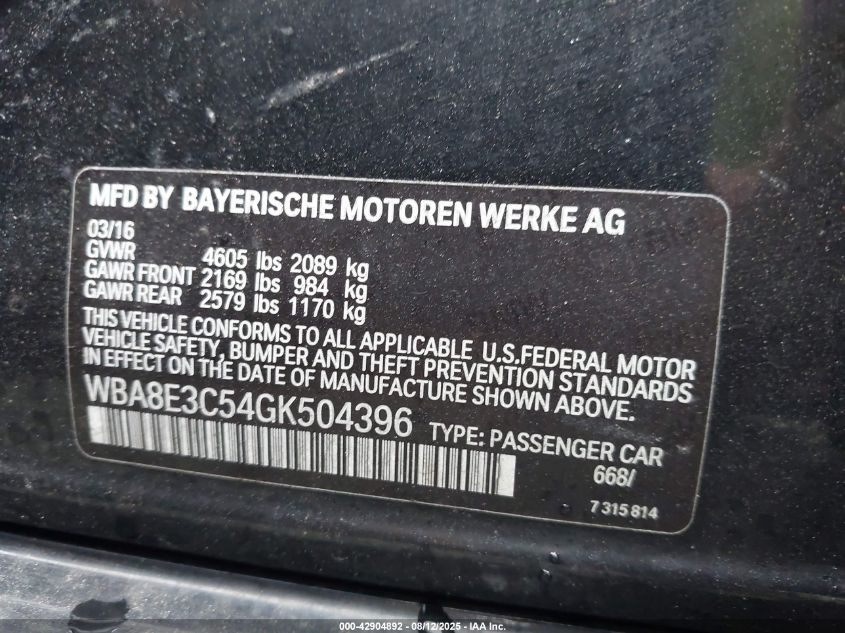 MFD BY BAYERISCHE MOTOREN WERKE AG
03/16
GVWR 4605 lbs 2089 kg
GAWR FRONT 2169 lbs 984 kg
GAWR REAR 2579 lbs 1170 kg
THIS VEHICLE CONFORMS TO ALL APPLICABLE U.S.FEDERAL MOTOR
VEHICLE SAFETY, BUMPER AND THEFT PREVENTION STANDARDS
IN EFFECT ON THE DATE OF MANUFACTURE SHOWN ABOVE.
WBA8E3C54GK504396 TYPE: PASSENGER CAR
668/
7 315 814
000-42904892 - 08/12/2025 - IAA Inc.